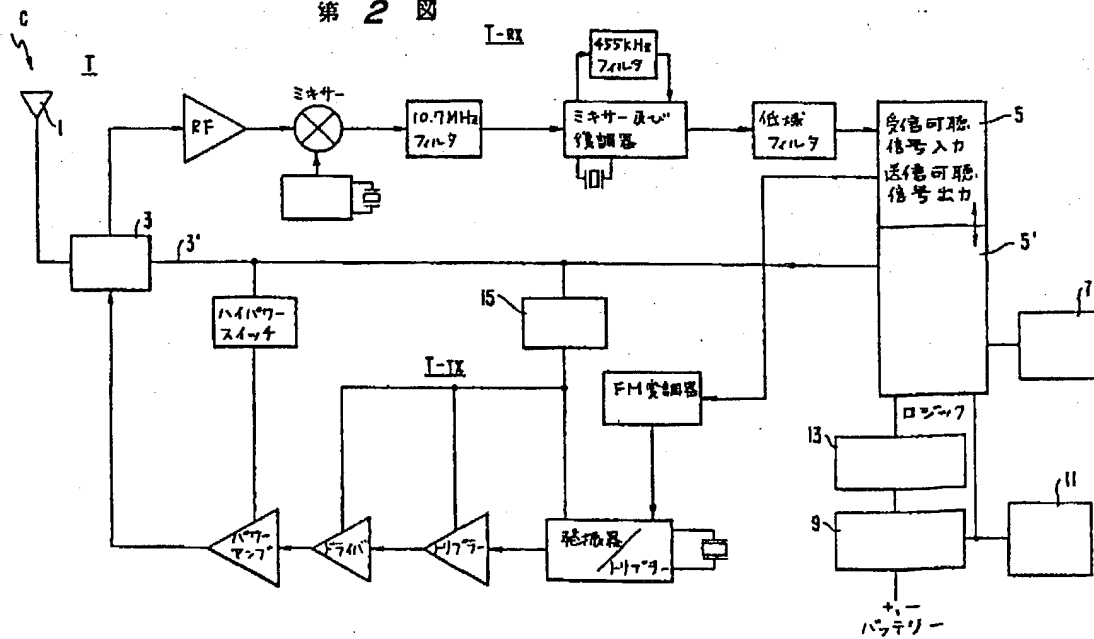 第 2 図
C
T
1
T-RX
RF
ミキサー
10.7MHz
フィルタ
455kHz
フィルタ
ミキサー及び
復調器
低域
フィルタ
受信可聴
信号入力
送信可聴
信号出力
5
5'
3
3'
7
ハイパワー
スイッチ
15
T-TX
FM変調器
ロジック
13
11
9
パワー
アンプ
ドライバ
トリプラー
発振器
トリプラー
+, -
バッテリー